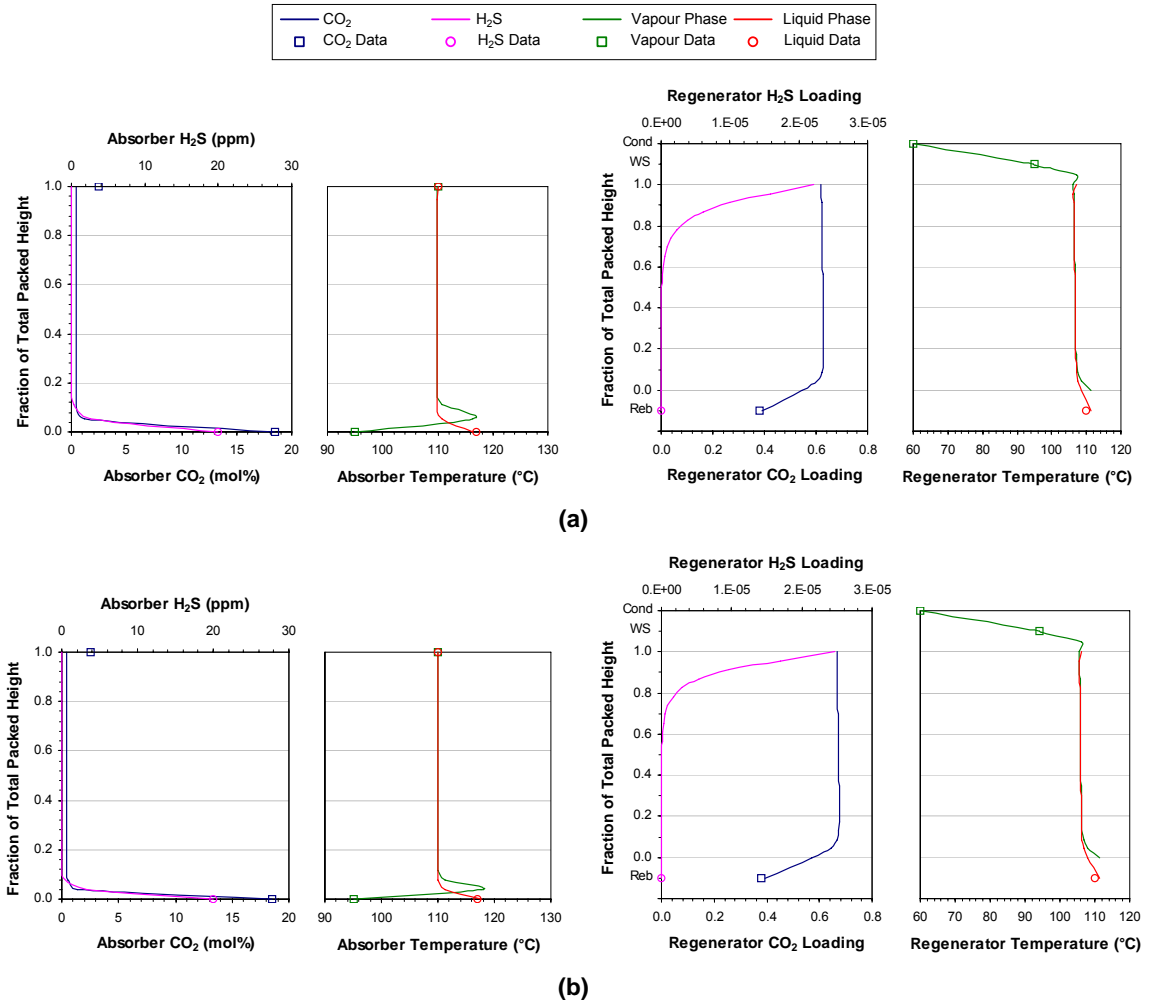 CO₂ H₂S Vapour Phase Liquid Phase
CO₂ Data H₂S Data Vapour Data Liquid Data
Absorber H₂S (ppm)
0 10 20 30
Fraction of Total Packed Height
1.0
0.8
0.6
0.4
0.2
0.0
0 5 10 15 20
Absorber CO₂ (mol%)
90 100 110 120 130
Absorber Temperature (°C)
Regenerator H₂S Loading
0.E+00 1.E-05 2.E-05 3.E-05
Fraction of Total Packed Height
Cond
WS
1.0
0.8
0.6
0.4
0.2
0.0
Reb
0.0 0.2 0.4 0.6 0.8
Regenerator CO₂ Loading
60 70 80 90 100 110 120
Regenerator Temperature (°C)
(a)
Absorber H₂S (ppm)
0 10 20 30
Fraction of Total Packed Height
1.0
0.8
0.6
0.4
0.2
0.0
0 5 10 15 20
Absorber CO₂ (mol%)
90 100 110 120 130
Absorber Temperature (°C)
Regenerator H₂S Loading
0.E+00 1.E-05 2.E-05 3.E-05
Fraction of Total Packed Height
Cond
WS
1.0
0.8
0.6
0.4
0.2
0.0
Reb
0.0 0.2 0.4 0.6 0.8
Regenerator CO₂ Loading
60 70 80 90 100 110 120
Regenerator Temperature (°C)
(b)